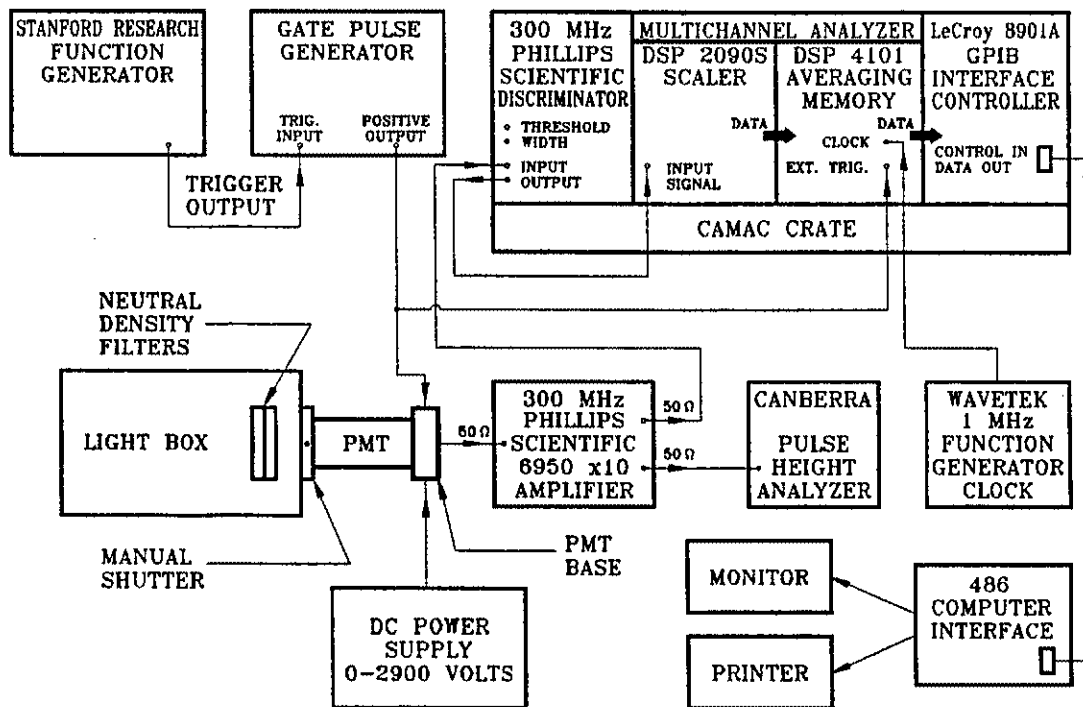 STANFORD RESEARCH
FUNCTION
GENERATOR
TRIGGER
OUTPUT
GATE PULSE
GENERATOR
TRIG.
INPUT
POSITIVE
OUTPUT
300 MHz
PHILLIPS
SCIENTIFIC
DISCRIMINATOR
THRESHOLD
WIDTH
INPUT
OUTPUT
MULTICHANNEL ANALYZER
DSP 2090S
SCALER
DATA
INPUT
SIGNAL
DSP 4101
AVERAGING
MEMORY
DATA
CLOCK
EXT. TRIG.
LeCroy 8901A
GPIB
INTERFACE
CONTROLLER
CONTROL IN
DATA OUT
CAMAC CRATE
NEUTRAL
DENSITY
FILTERS
LIGHT BOX
PMT
50 Ω
300 MHz
PHILLIPS
SCIENTIFIC
6950 x10
AMPLIFIER
50 Ω
50 Ω
CANBERRA
PULSE
HEIGHT
ANALYZER
WAVETEK
1 MHz
FUNCTION
GENERATOR
CLOCK
MANUAL
SHUTTER
PMT
BASE
DC POWER
SUPPLY
0-2900 VOLTS
MONITOR
PRINTER
486
COMPUTER
INTERFACE